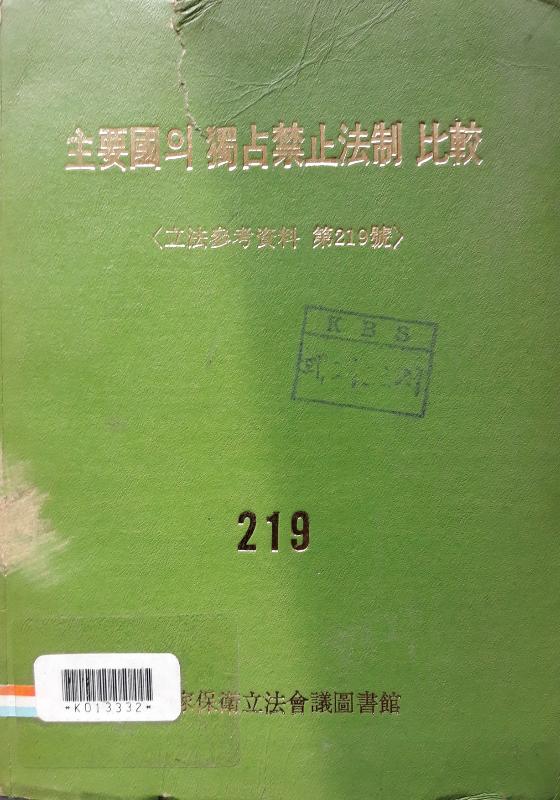 主要國의 獨占禁止法制 比較
〈立法參考資料 第219號〉
KBS
219
*K013332*
家保衛立法會議圖書館